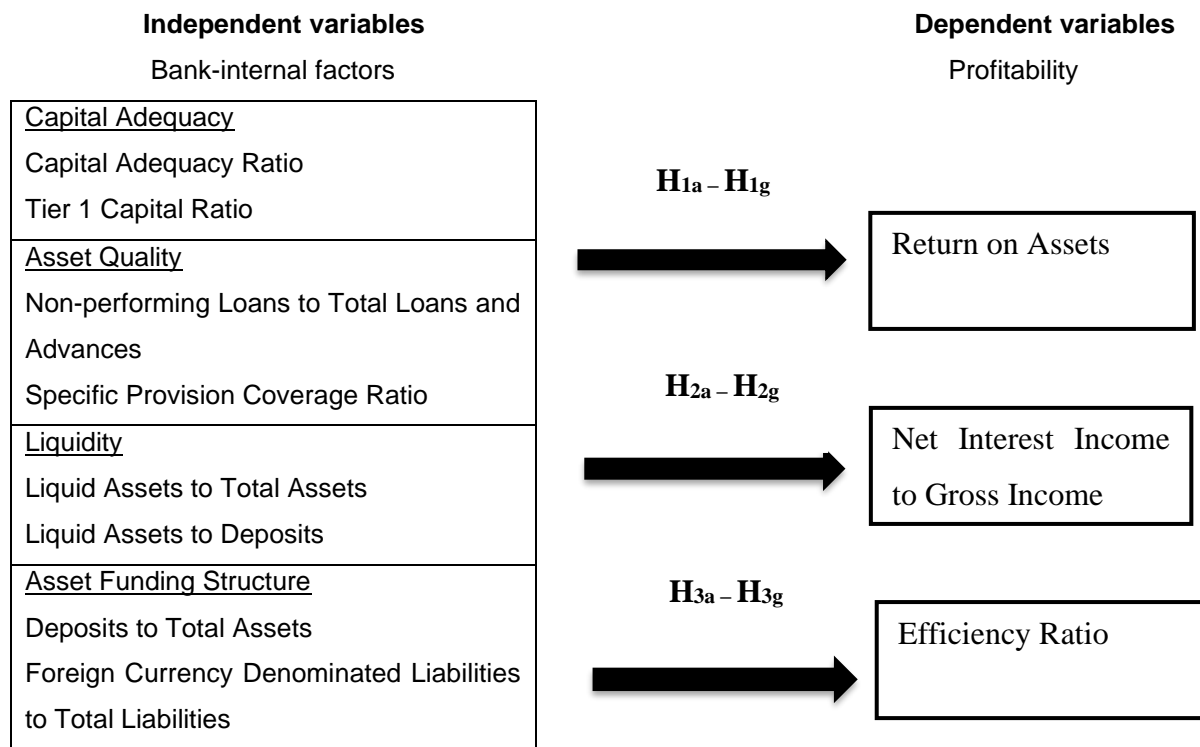 Independent variables
Bank-internal factors
Capital Adequacy
Capital Adequacy Ratio
Tier 1 Capital Ratio
Asset Quality
Non-performing Loans to Total Loans and
Advances
Specific Provision Coverage Ratio
Liquidity
Liquid Assets to Total Assets
Liquid Assets to Deposits
Asset Funding Structure
Deposits to Total Assets
Foreign Currency Denominated Liabilities
to Total Liabilities
H1a – H1g
H2a – H2g
H3a – H3g
Dependent variables
Profitability
Return on Assets
Net Interest Income
to Gross Income
Efficiency Ratio